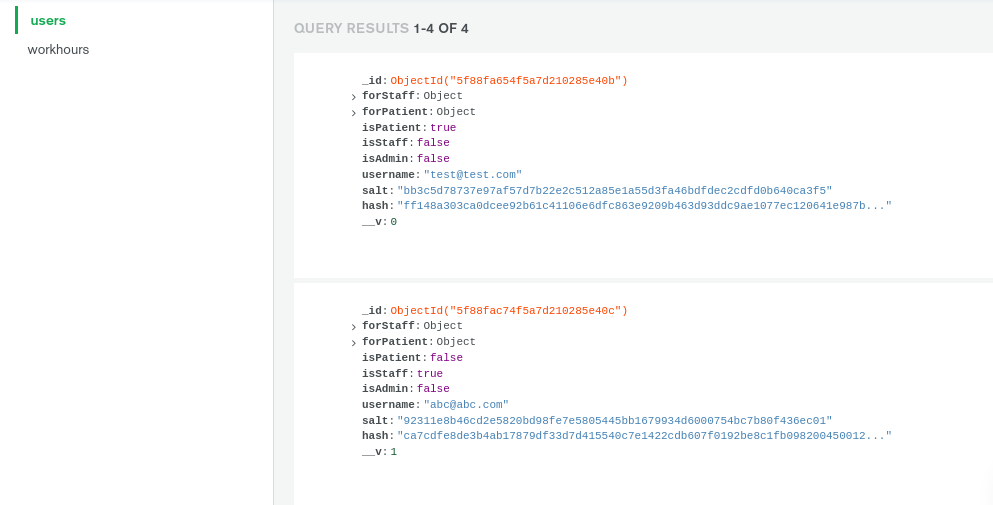 users
workhours
QUERY RESULTS 1-4 OF 4
_id: ObjectId("5f88fa654f5a7d210285e40b")
forStaff: Object
forPatient: Object
isPatient: true
isStaff: false
isAdmin: false
username: "test@test.com"
salt: "bb3c5d78737e97af57d7b22e2c512a85e1a55d3fa46bdfdec2cdfd0b640ca3f5"
hash: "ff148a303ca0dcee92b61c41106e6dfc863e9209b463d93ddc9ae1077ec120641e987b..."
__v: 0
_id: ObjectId("5f88fac74f5a7d210285e40c")
forStaff: Object
forPatient: Object
isPatient: false
isStaff: true
isAdmin: false
username: "abc@abc.com"
salt: "92311e8b46cd2e5820bd98fe7e5805445bb1679934d6000754bc7b80f436ec01"
hash: "ca7cdfe8de3b4ab17879df33d7d415540c7e1422cdb607f0192be8c1fb098200450012..."
__v: 1